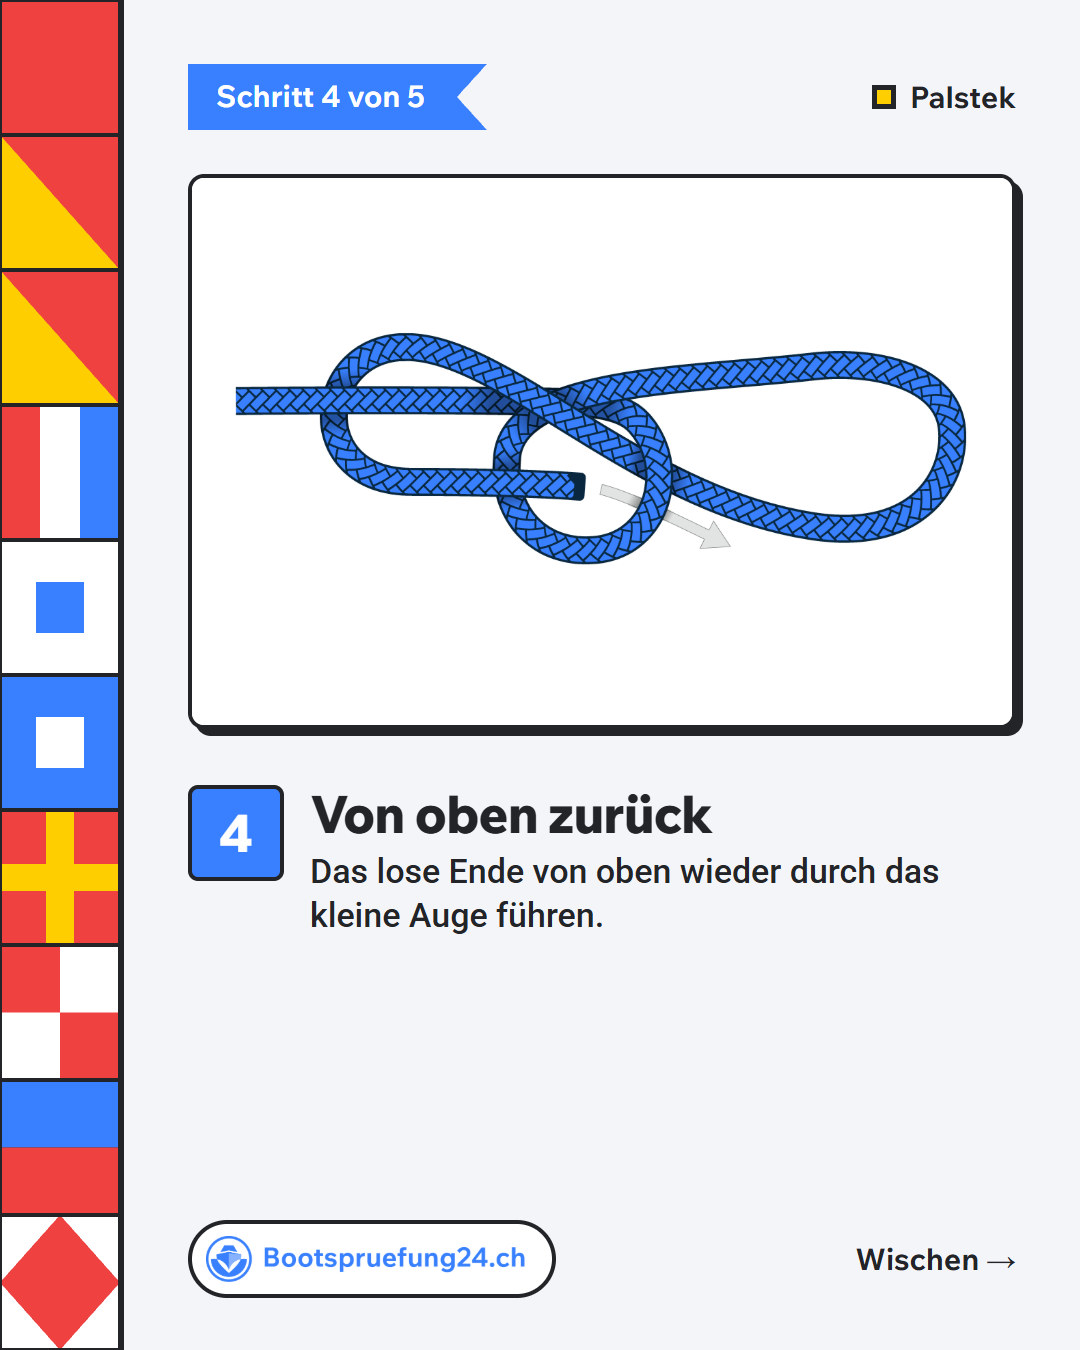 Schritt 4 von 5
Palstek
4
Von oben zurück
Das lose Ende von oben wieder durch das
kleine Auge führen.
Bootspruefung24.ch
Wischen →